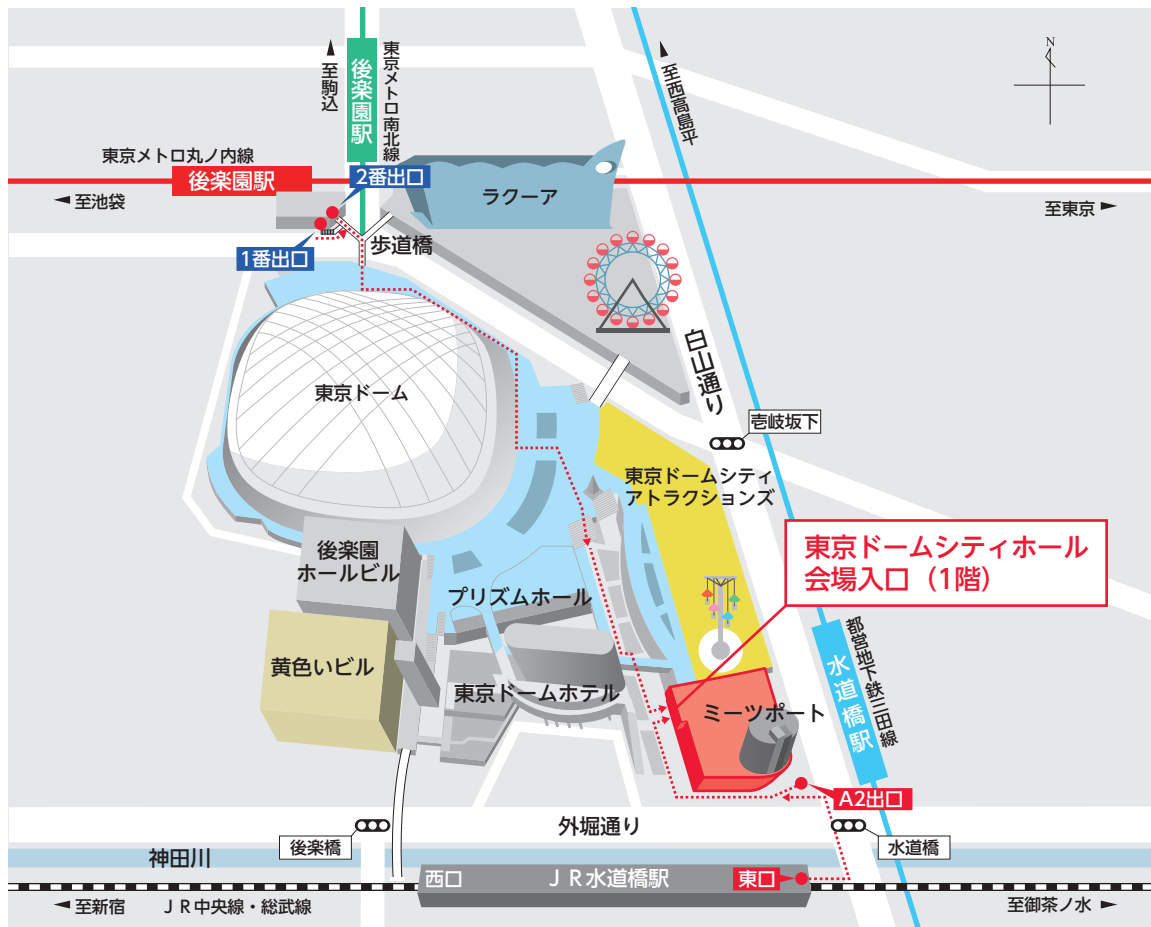 N
至駒込
後楽園駅
東京メトロ南北線
至西高島平
東京メトロ丸ノ内線
後楽園駅
2番出口
ラクーア
至池袋
至東京
1番出口
歩道橋
白山通り
東京ドーム
壱岐坂下
東京ドームシティ
アトラクションズ
東京ドームシティホール
会場入口（1階）
後楽園
ホールビル
プリズムホール
都営地下鉄三田線
水道橋駅
黄色いビル
東京ドームホテル
ミーツポート
A2出口
外堀通り
後楽橋
水道橋
神田川
西口
ＪＲ水道橋駅
東口
至新宿
ＪＲ中央線・総武線
至御茶ノ水